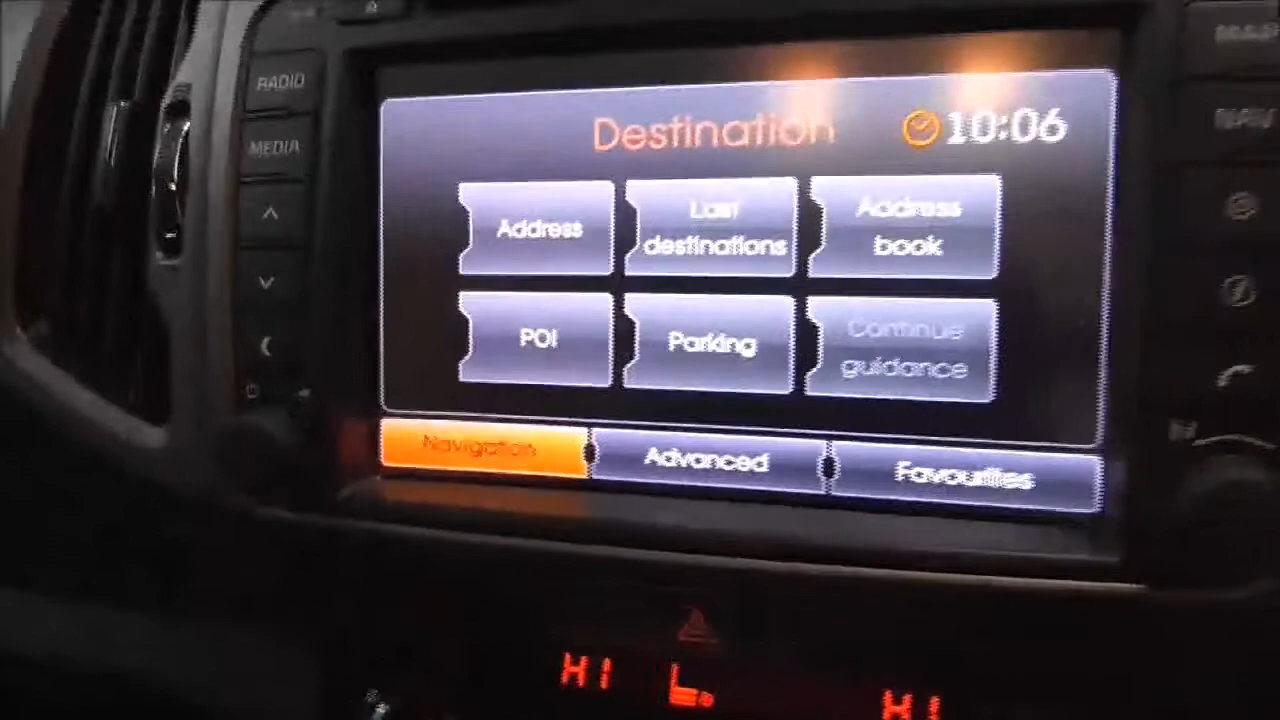 RADIO
MEDIA
NAV
Destination
10:06
Address
Last
destinations
Address
book
POI
Parking
Continue
guidance
Navigation
Advanced
Favourites
HI
HI